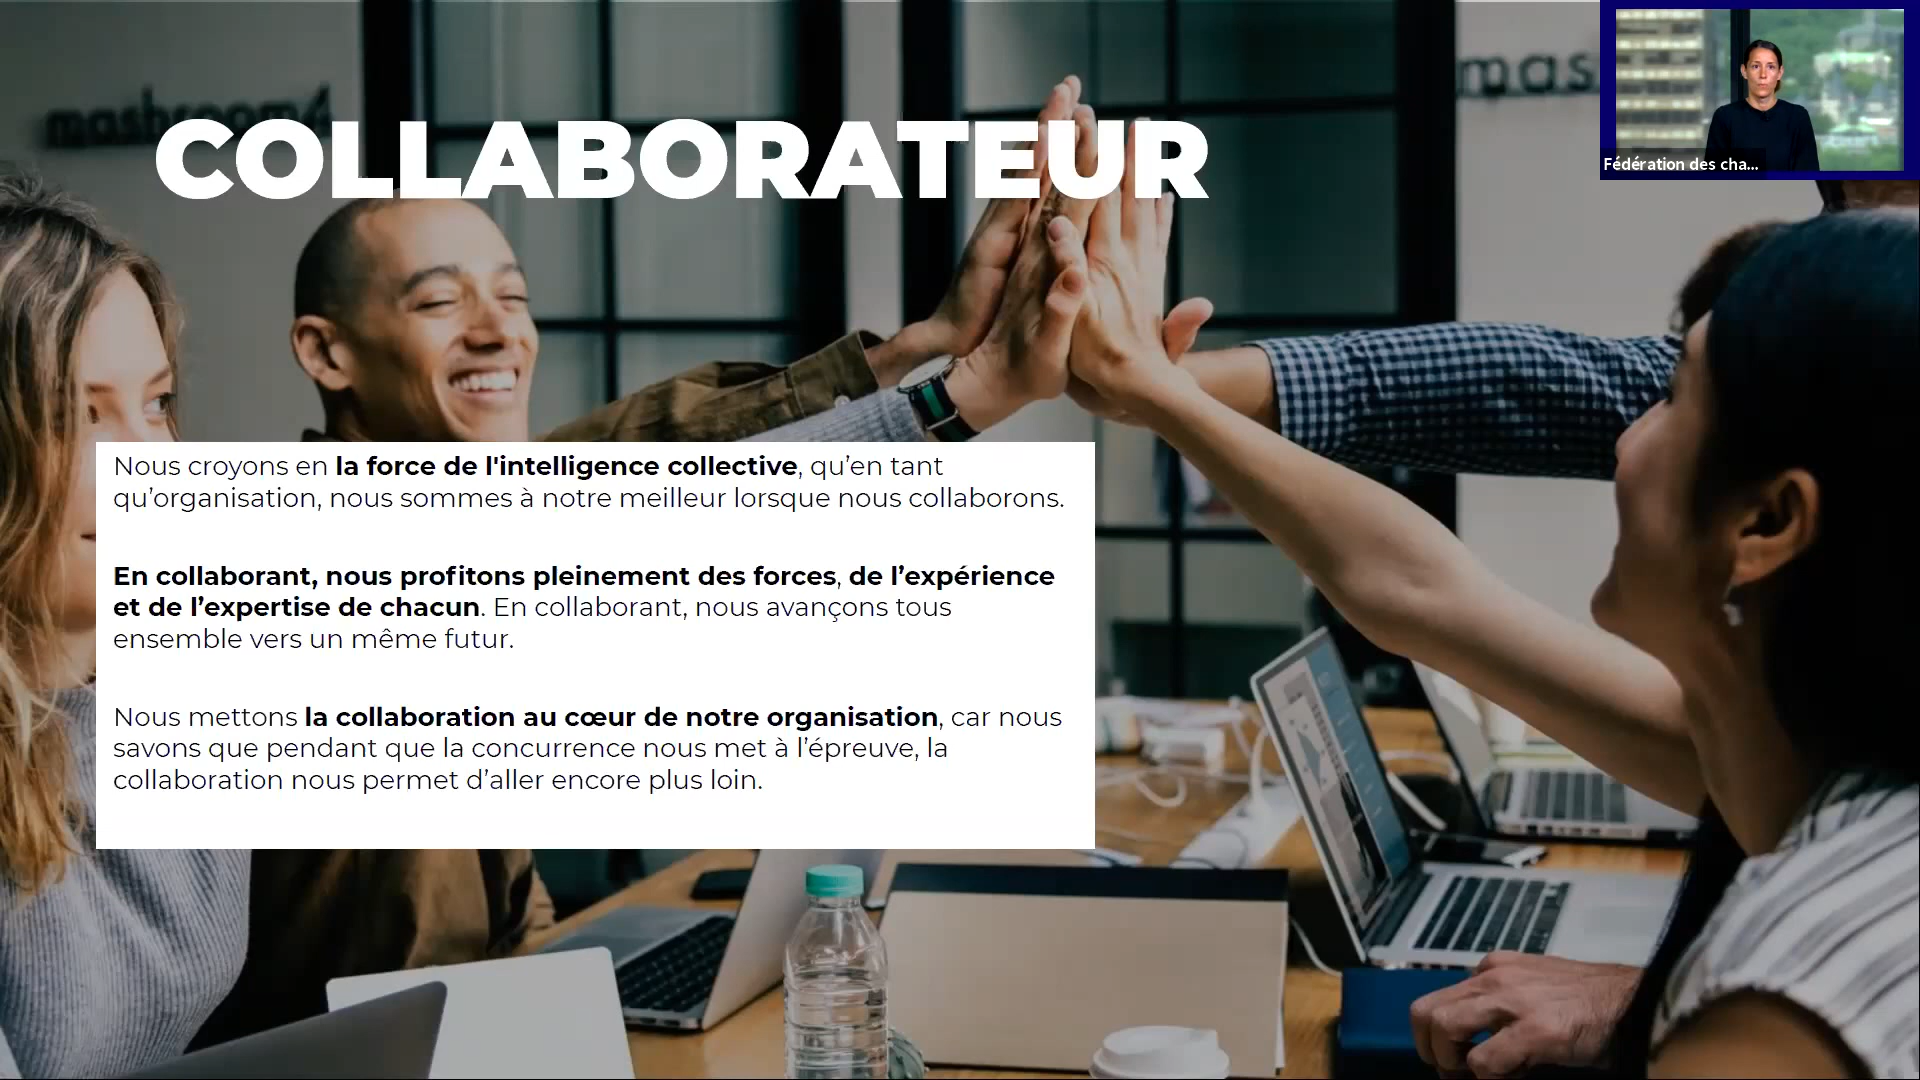 mashroom4
mas
COLLABORATEUR
Fédération des cha...
Nous croyons en la force de l'intelligence collective, qu’en tant
qu’organisation, nous sommes à notre meilleur lorsque nous collaborons.
En collaborant, nous profitons pleinement des forces, de l’expérience
et de l’expertise de chacun. En collaborant, nous avançons tous
ensemble vers un même futur.
Nous mettons la collaboration au cœur de notre organisation, car nous
savons que pendant que la concurrence nous met à l’épreuve, la
collaboration nous permet d’aller encore plus loin.